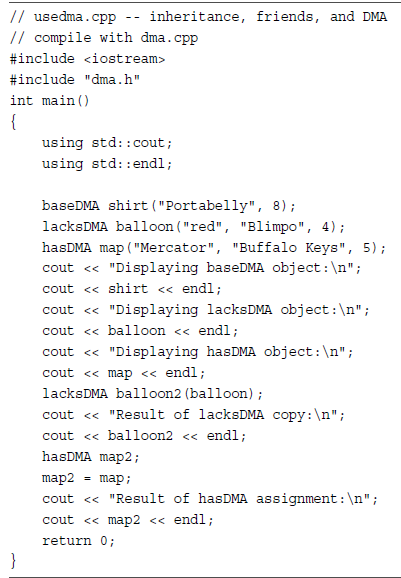 // usedma.cpp -- inheritance, friends, and DMA
// compile with dma.cpp
#include <iostream>
#include "dma.h"
int main()
{
    using std::cout;
    using std::endl;

    baseDMA shirt("Portabelly", 8);
    lacksDMA balloon("red", "Blimpo", 4);
    hasDMA map("Mercator", "Buffalo Keys", 5);
    cout << "Displaying baseDMA object:\n";
    cout << shirt << endl;
    cout << "Displaying lacksDMA object:\n";
    cout << balloon << endl;
    cout << "Displaying hasDMA object:\n";
    cout << map << endl;
    lacksDMA balloon2(balloon);
    cout << "Result of lacksDMA copy:\n";
    cout << balloon2 << endl;
    hasDMA map2;
    map2 = map;
    cout << "Result of hasDMA assignment:\n";
    cout << map2 << endl;
    return 0;
}